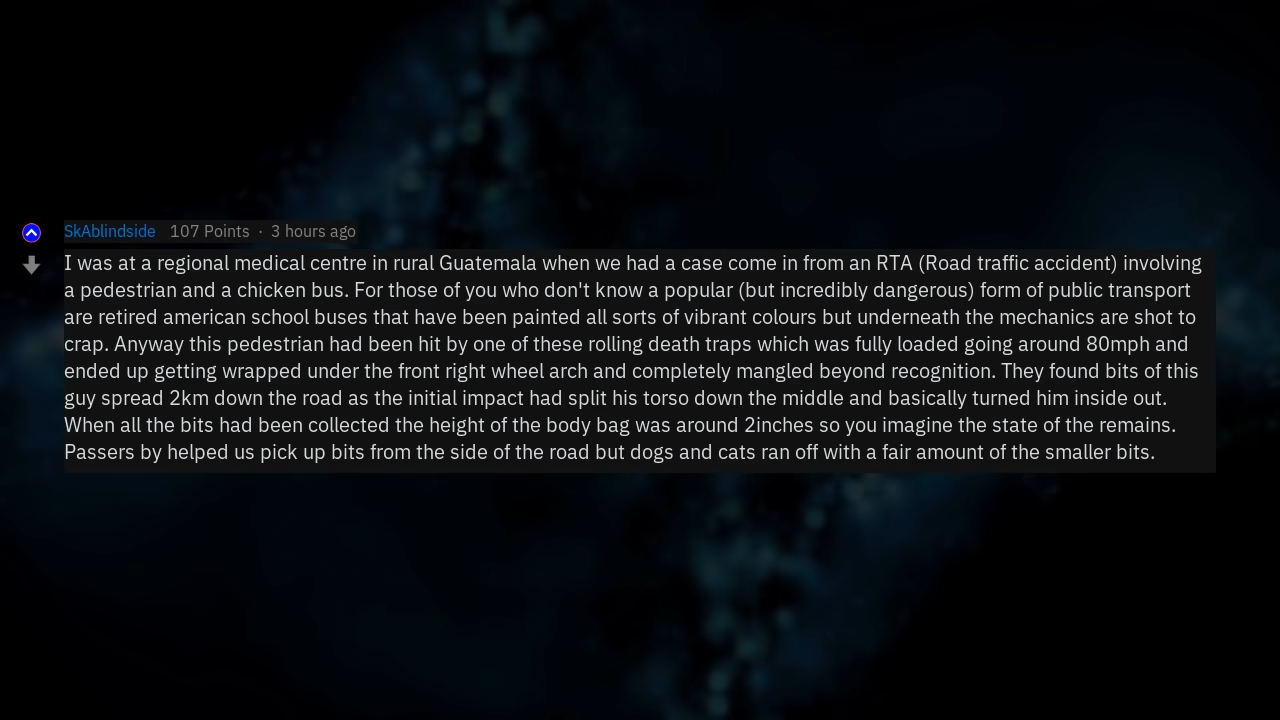 SkAblindside 107 Points · 3 hours ago
I was at a regional medical centre in rural Guatemala when we had a case come in from an RTA (Road traffic accident) involving
a pedestrian and a chicken bus. For those of you who don't know a popular (but incredibly dangerous) form of public transport
are retired american school buses that have been painted all sorts of vibrant colours but underneath the mechanics are shot to
crap. Anyway this pedestrian had been hit by one of these rolling death traps which was fully loaded going around 80mph and
ended up getting wrapped under the front right wheel arch and completely mangled beyond recognition. They found bits of this
guy spread 2km down the road as the initial impact had split his torso down the middle and basically turned him inside out.
When all the bits had been collected the height of the body bag was around 2inches so you imagine the state of the remains.
Passers by helped us pick up bits from the side of the road but dogs and cats ran off with a fair amount of the smaller bits.